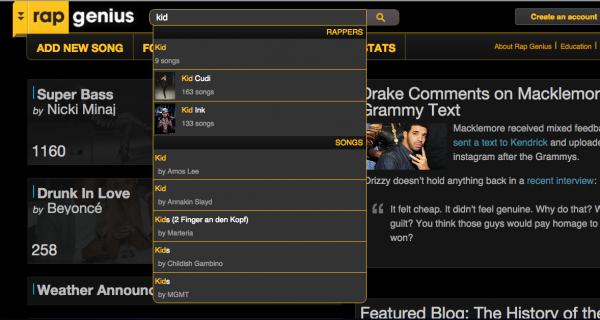 rap genius
kid
Create an account
ADD NEW SONG
FO
STATS
About Rap Genius | Education |
RAPPERS
Kid
9 songs
Kid Cudi
163 songs
Kid Ink
133 songs
SONGS
Kid
by Amos Lee
Kid
by Annakin Slayd
Kids (2 Finger an den Kopf)
by Marteria
Kids
by Childish Gambino
Kids
by MGMT
Super Bass
by Nicki Minaj
1160
Drunk In Love
by Beyoncé
258
Weather Announc
Drake Comments on Macklemor
Grammy Text
Macklemore received mixed feedba
sent a text to Kendrick and uploade
instagram after the Grammys.
Drizzy doesn't hold anything back in a recent interview:
It felt cheap. It didn't feel genuine. Why do that? W
guilt? You think those guys would pay homage to
won?
Featured Blog: The History of the